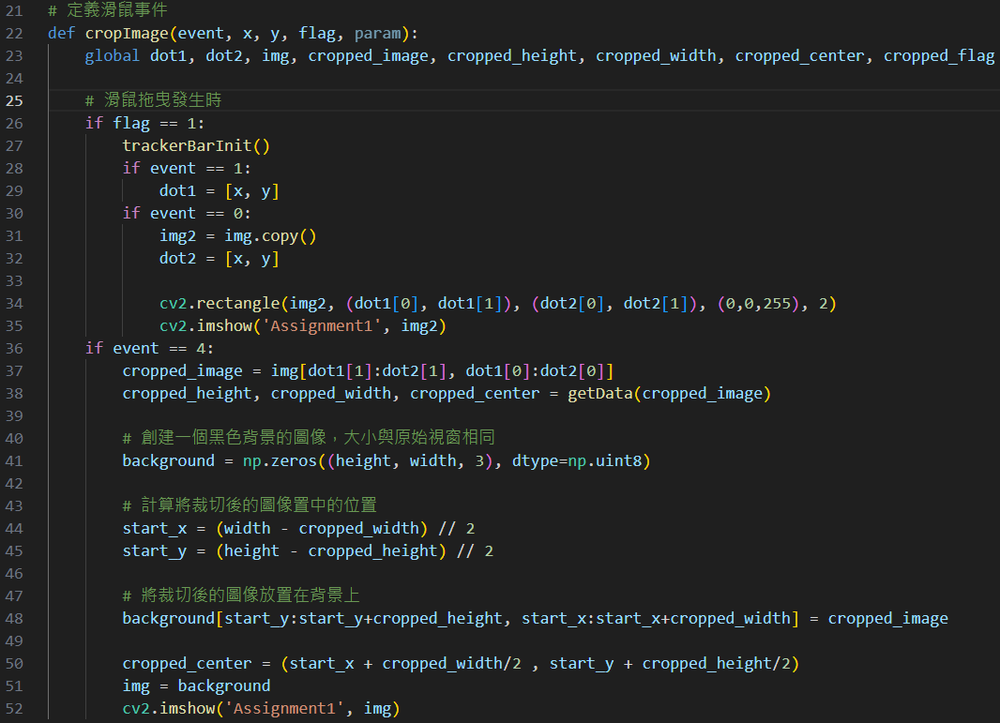 21 # 定義滑鼠事件
22 def cropImage(event, x, y, flag, param):
23     global dot1, dot2, img, cropped_image, cropped_height, cropped_width, cropped_center, cropped_flag
24
25     # 滑鼠拖曳發生時
26     if flag == 1:
27         trackerBarInit()
28         if event == 1:
29             dot1 = [x, y]
30         if event == 0:
31             img2 = img.copy()
32             dot2 = [x, y]
33
34             cv2.rectangle(img2, (dot1[0], dot1[1]), (dot2[0], dot2[1]), (0,0,255), 2)
35             cv2.imshow('Assignment1', img2)
36     if event == 4:
37         cropped_image = img[dot1[1]:dot2[1], dot1[0]:dot2[0]]
38         cropped_height, cropped_width, cropped_center = getData(cropped_image)
39
40         # 創建一個黑色背景的圖像，大小與原始視窗相同
41         background = np.zeros((height, width, 3), dtype=np.uint8)
42
43         # 計算將裁切後的圖像置中的位置
44         start_x = (width - cropped_width) // 2
45         start_y = (height - cropped_height) // 2
46
47         # 將裁切後的圖像放置在背景上
48         background[start_y:start_y+cropped_height, start_x:start_x+cropped_width] = cropped_image
49
50         cropped_center = (start_x + cropped_width/2 , start_y + cropped_height/2)
51         img = background
52         cv2.imshow('Assignment1', img)